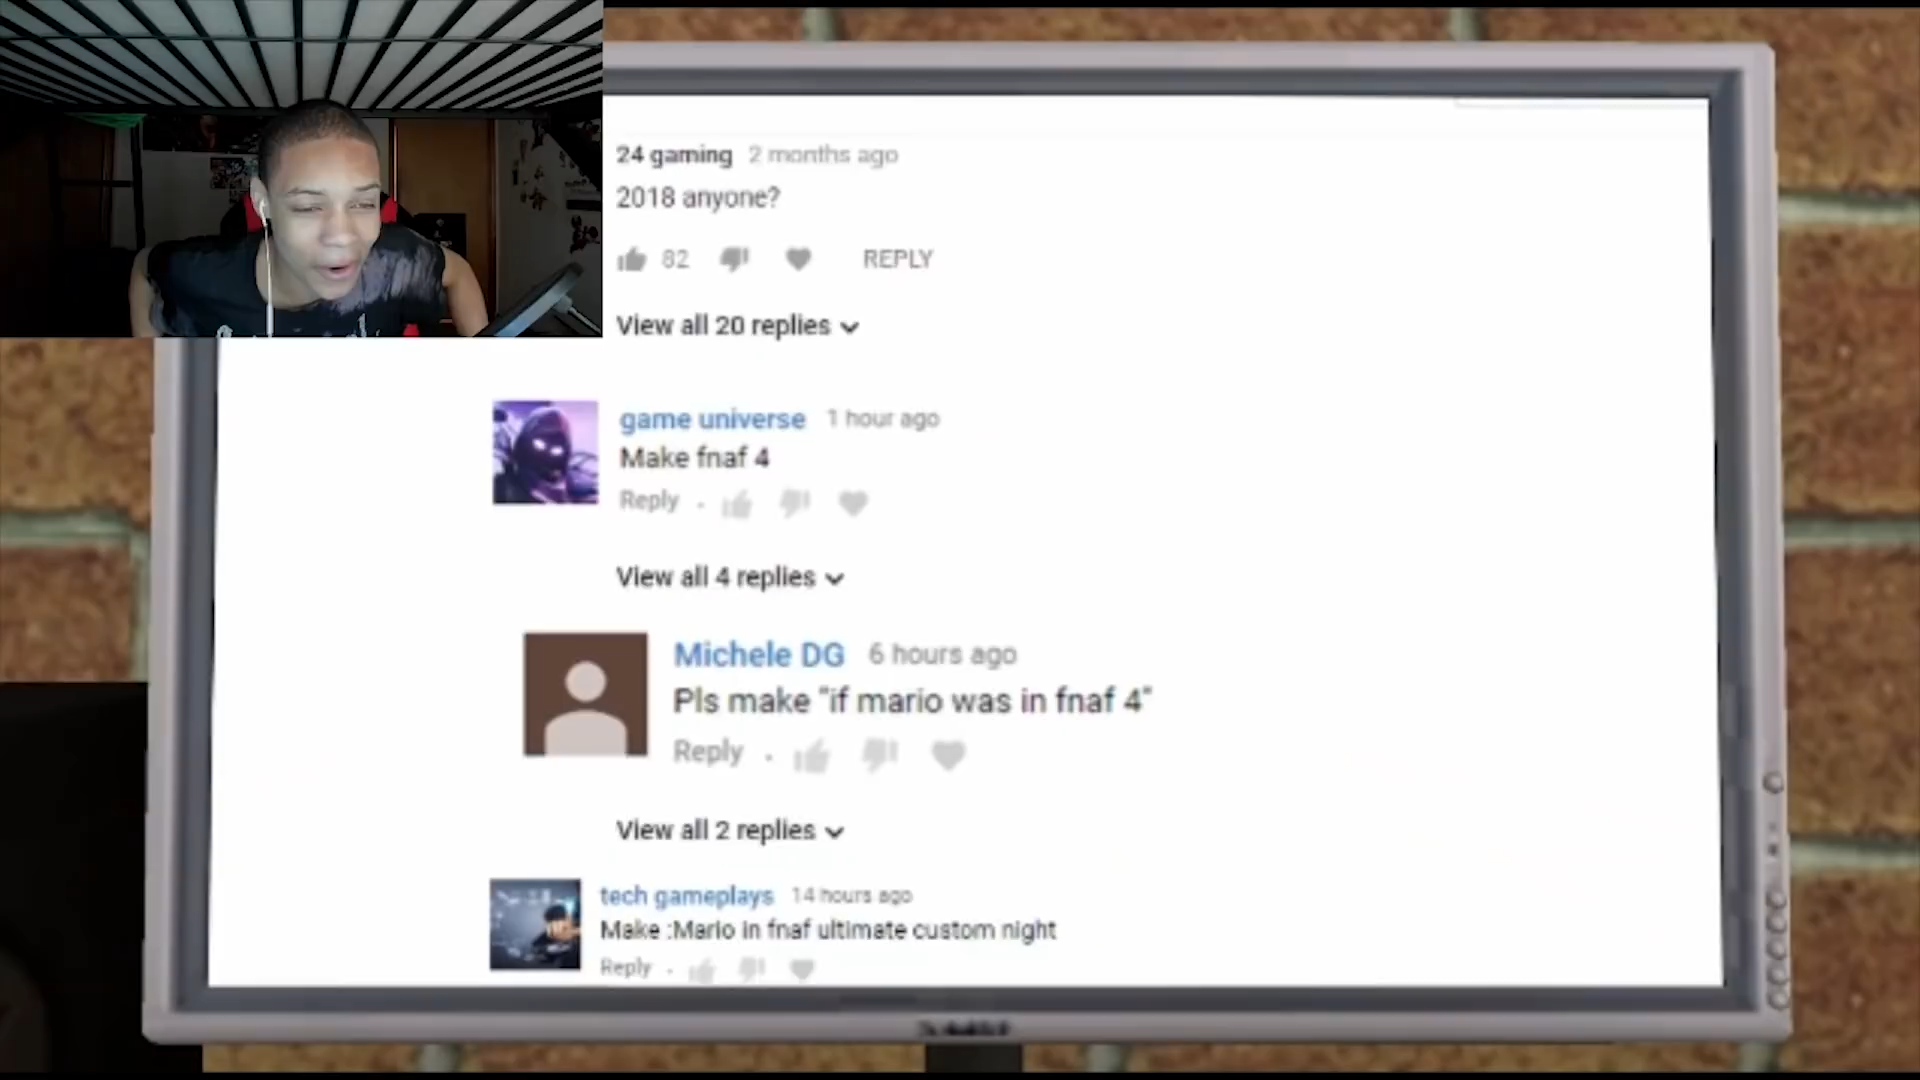 24 gaming 2 months ago
2018 anyone?
82 REPLY
View all 20 replies
game universe 1 hour ago
Make fnaf 4
Reply .
View all 4 replies
Michele DG 6 hours ago
Pls make "if mario was in fnaf 4"
Reply .
View all 2 replies
tech gameplays 14 hours ago
Make :Mario in fnaf ultimate custom night
Reply .